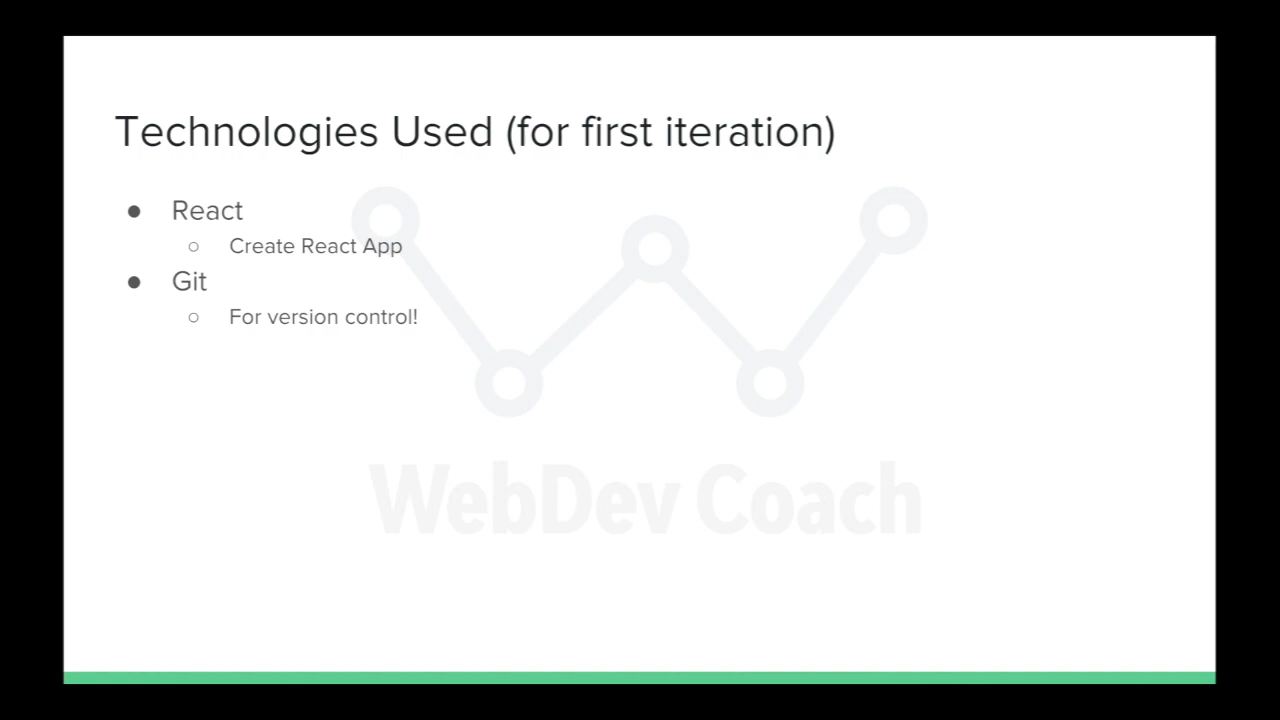 Technologies Used (for first iteration)
● React
○ Create React App
● Git
○ For version control!
WebDev Coach